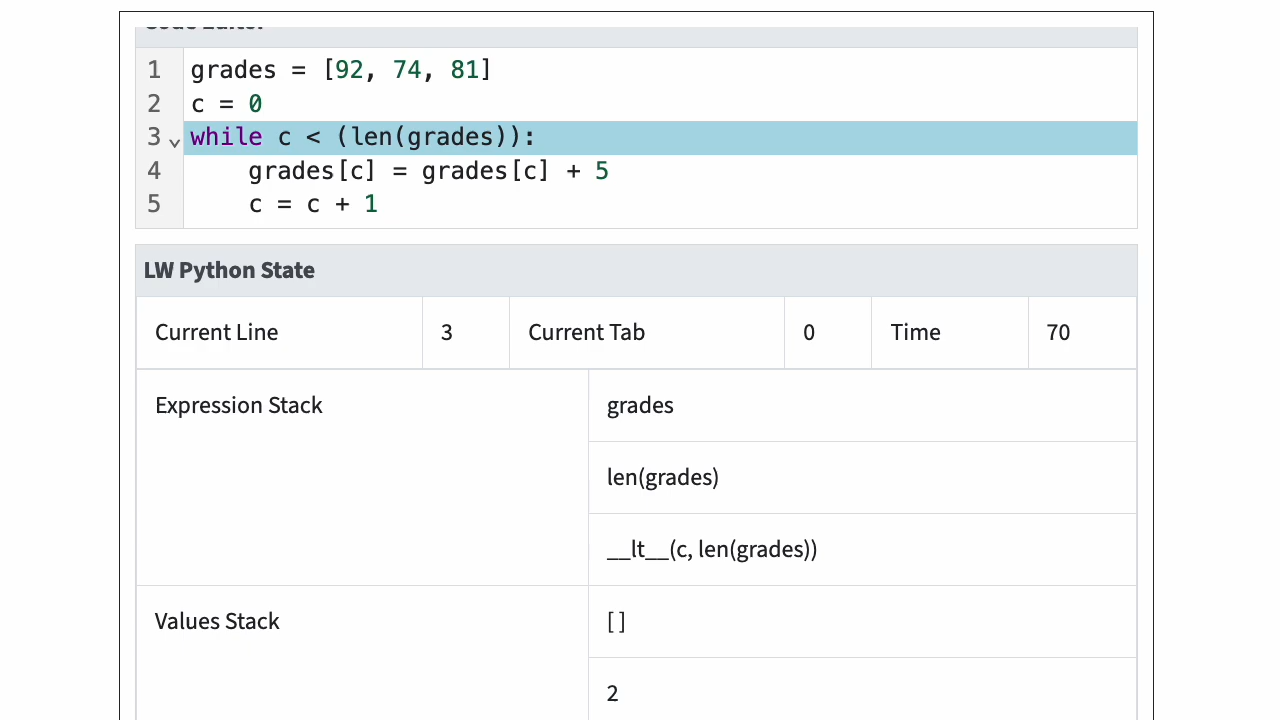 Code Editor
1 grades = [92, 74, 81]
2 c = 0
3 while c < (len(grades)):
4     grades[c] = grades[c] + 5
5     c = c + 1
LW Python State
Current Line 3 Current Tab 0 Time 70
Expression Stack grades
len(grades)
__lt__(c, len(grades))
Values Stack []
2